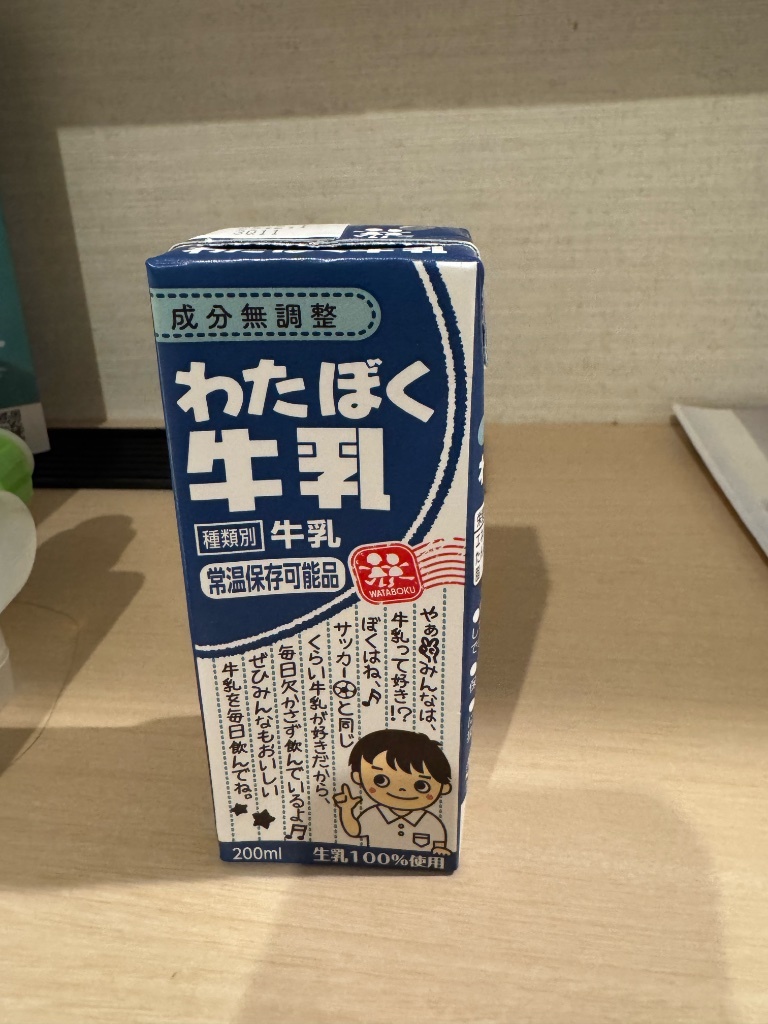 成分無調整
わたぼく
牛乳
種類別 牛乳
常温保存可能品
WATABOKU
やぁみんなは、
牛乳って好き!?
ぼくはね、♪
サッカー⚽と同じ
くらい牛乳が好きだから、
毎日欠かさず飲んでいるよ♬
ぜひみんなもおいしい
牛乳を毎日飲んでね。★★
200ml
生乳100%使用